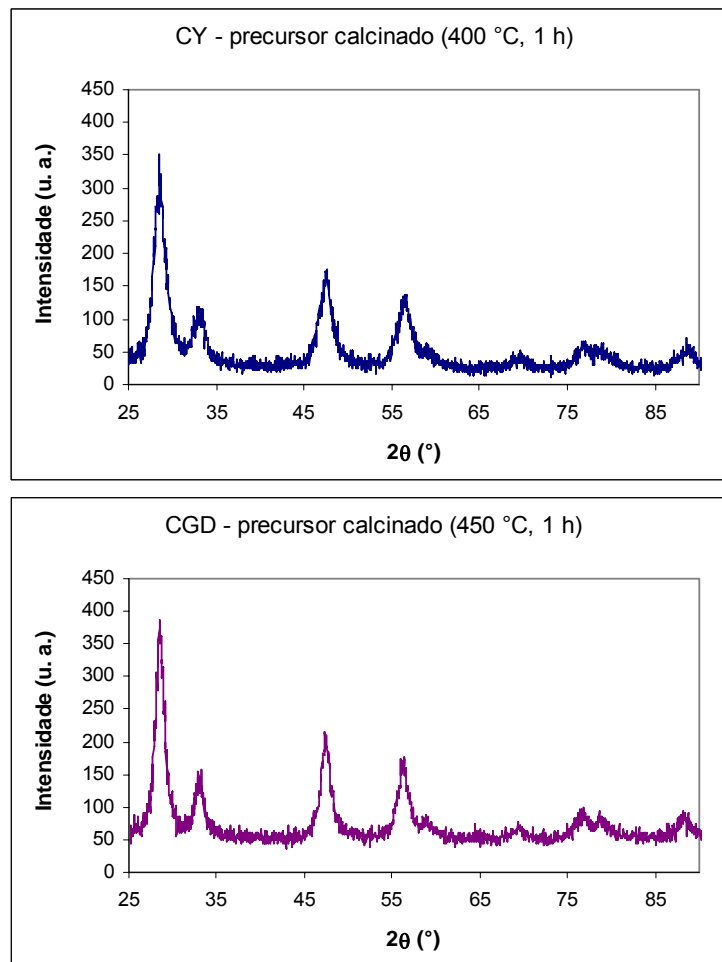 CY - precursor calcinado (400 °C, 1 h)
450
400
350
300
250
200
150
100
50
0
Intensidade (u. a.)
25 35 45 55 65 75 85
2θ (°)
CGD - precursor calcinado (450 °C, 1 h)
450
400
350
300
250
200
150
100
50
0
Intensidade (u. a.)
25 35 45 55 65 75 85
2θ (°)